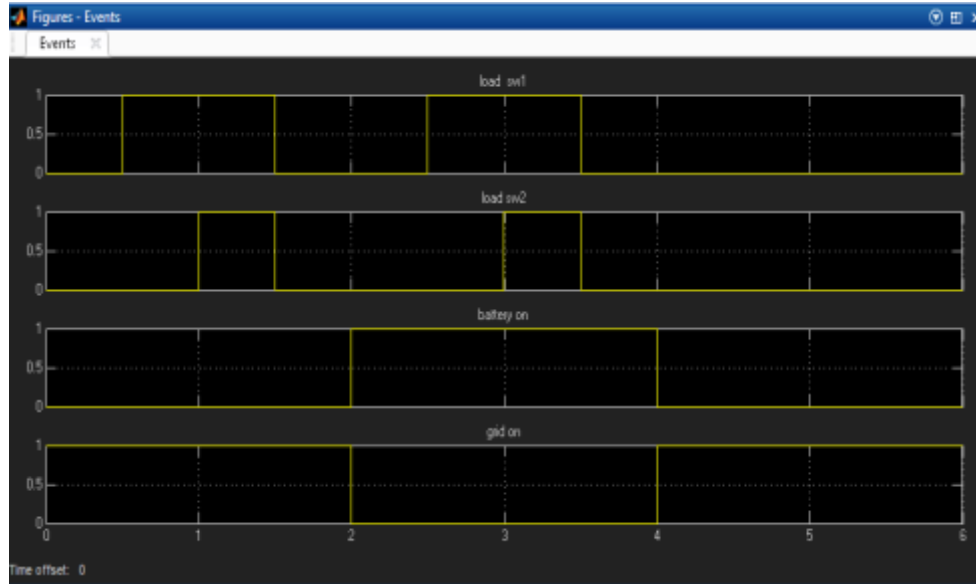 Figures - Events
Events
load sw1
1
0.5
0
load sw2
1
0.5
0
battery on
1
0.5
0
grid on
1
0.5
0
0 1 2 3 4 5 6
Time offset: 0